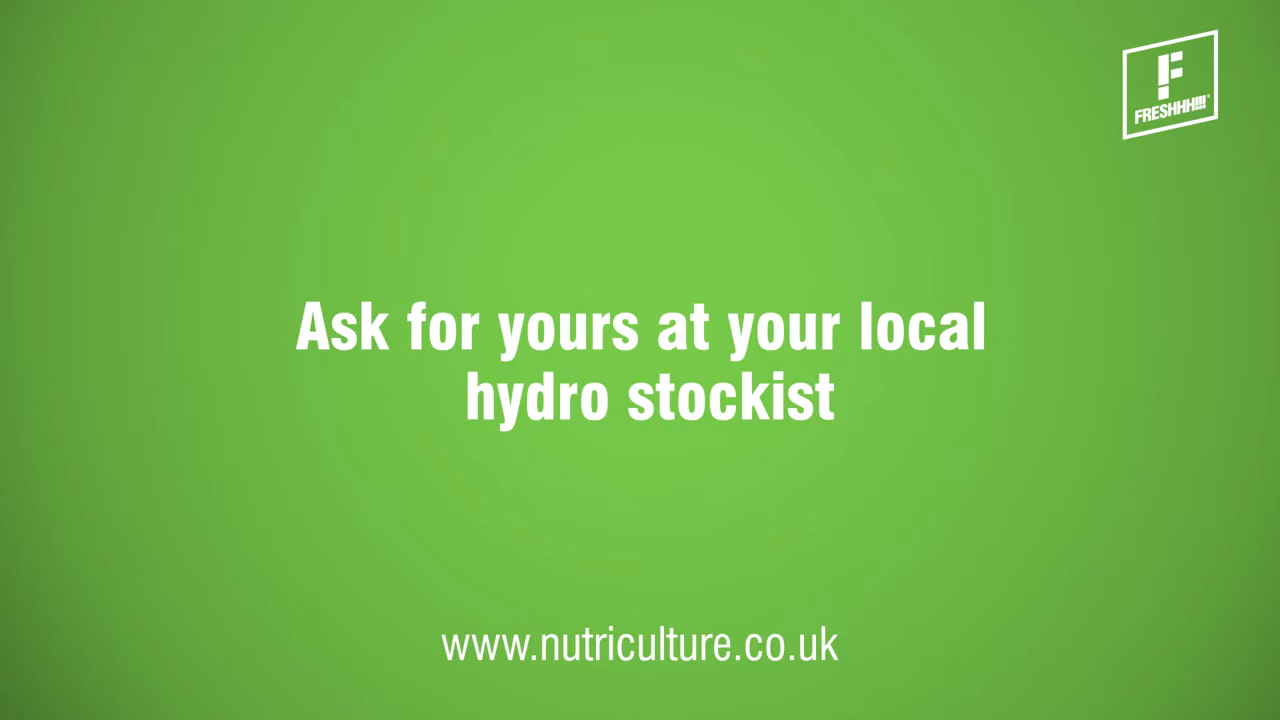 F
FRESHHH!!!®
Ask for yours at your local
hydro stockist
www.nutriculture.co.uk